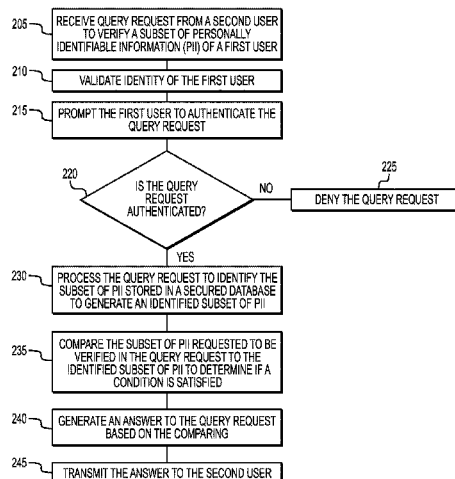 205
RECEIVE QUERY REQUEST FROM A SECOND USER
TO VERIFY A SUBSET OF PERSONALLY
IDENTIFIABLE INFORMATION (PII) OF A FIRST USER
210
VALIDATE IDENTITY OF THE FIRST USER
215
PROMPT THE FIRST USER TO AUTHENTICATE THE
QUERY REQUEST
220
IS THE QUERY
REQUEST
AUTHENTICATED?
NO
225
DENY THE QUERY REQUEST
YES
230
PROCESS THE QUERY REQUEST TO IDENTIFY THE
SUBSET OF PII STORED IN A SECURED DATABASE
TO GENERATE AN IDENTIFIED SUBSET OF PII
235
COMPARE THE SUBSET OF PII REQUESTED TO BE
VERIFIED IN THE QUERY REQUEST TO THE
IDENTIFIED SUBSET OF PII TO DETERMINE IF A
CONDITION IS SATISFIED
240
GENERATE AN ANSWER TO THE QUERY REQUEST
BASED ON THE COMPARING
245
TRANSMIT THE ANSWER TO THE SECOND USER